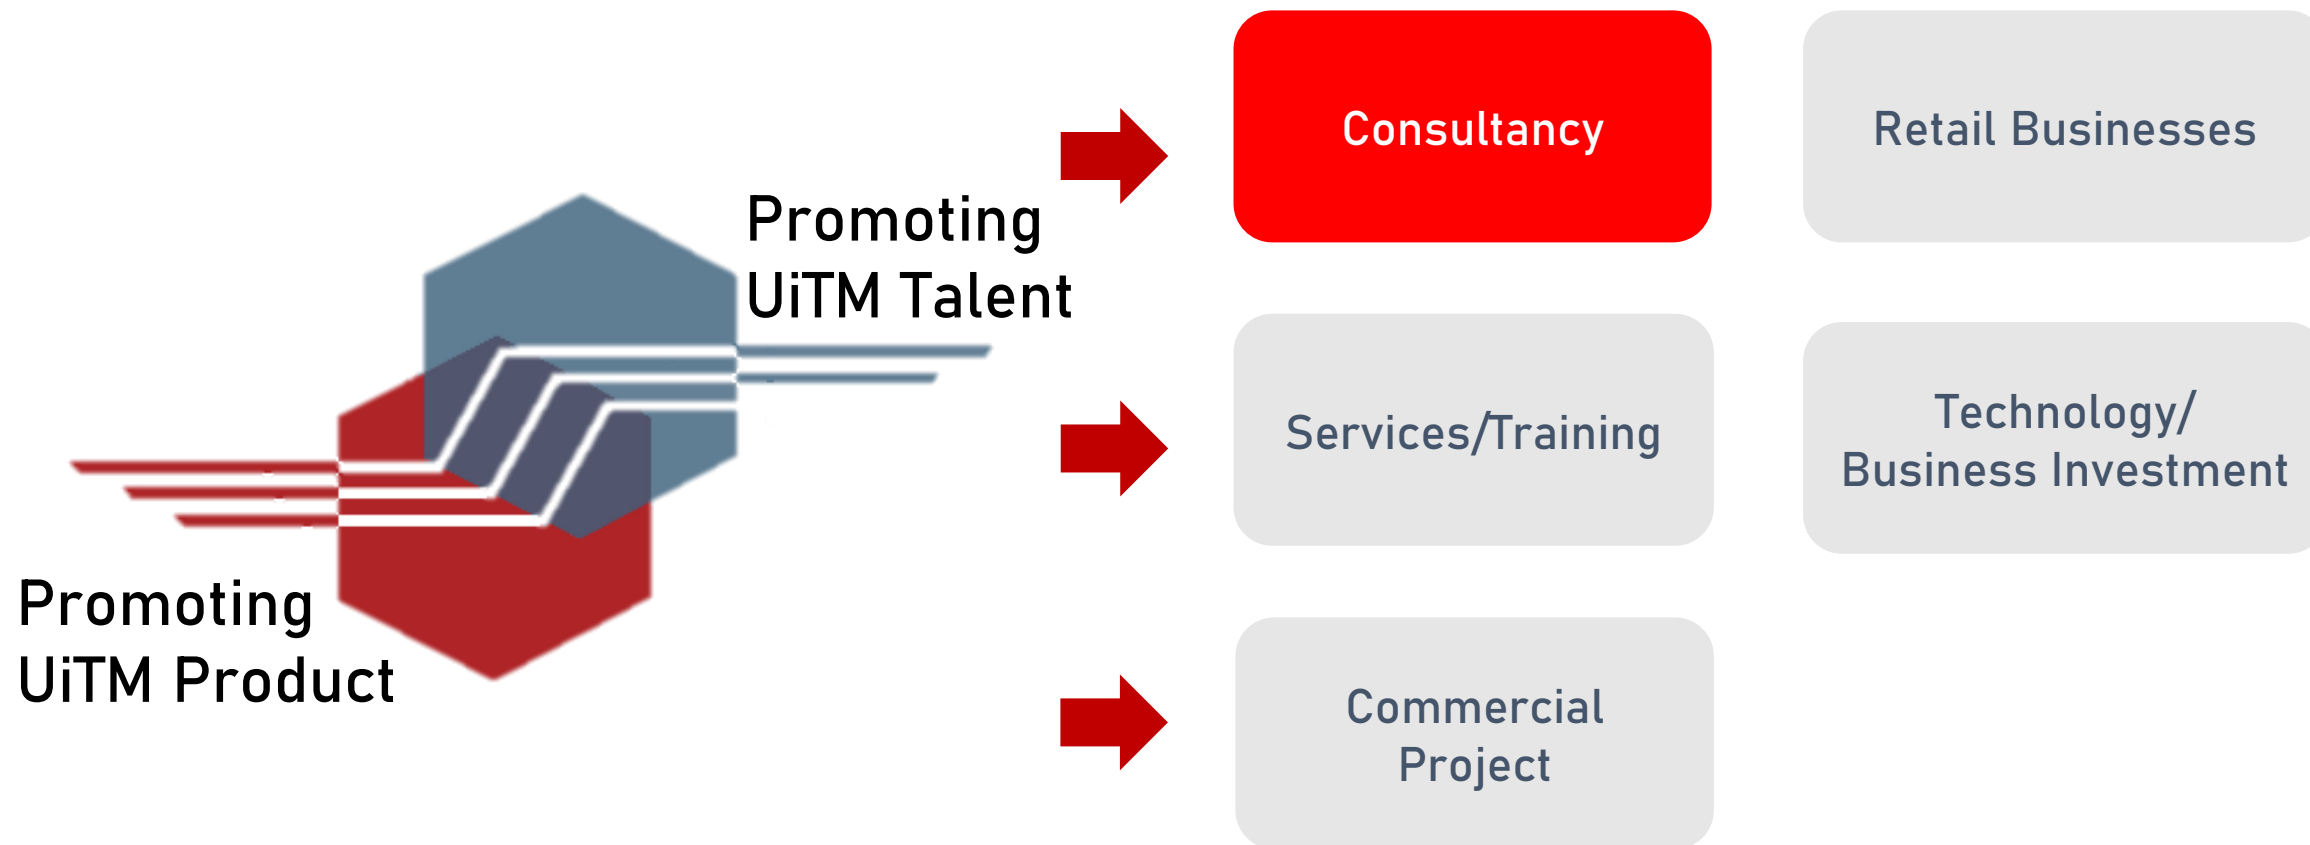 Promoting
UiTM Talent
Promoting
UiTM Product
Consultancy
Retail Businesses
Services/Training
Technology/
Business Investment
Commercial
Project